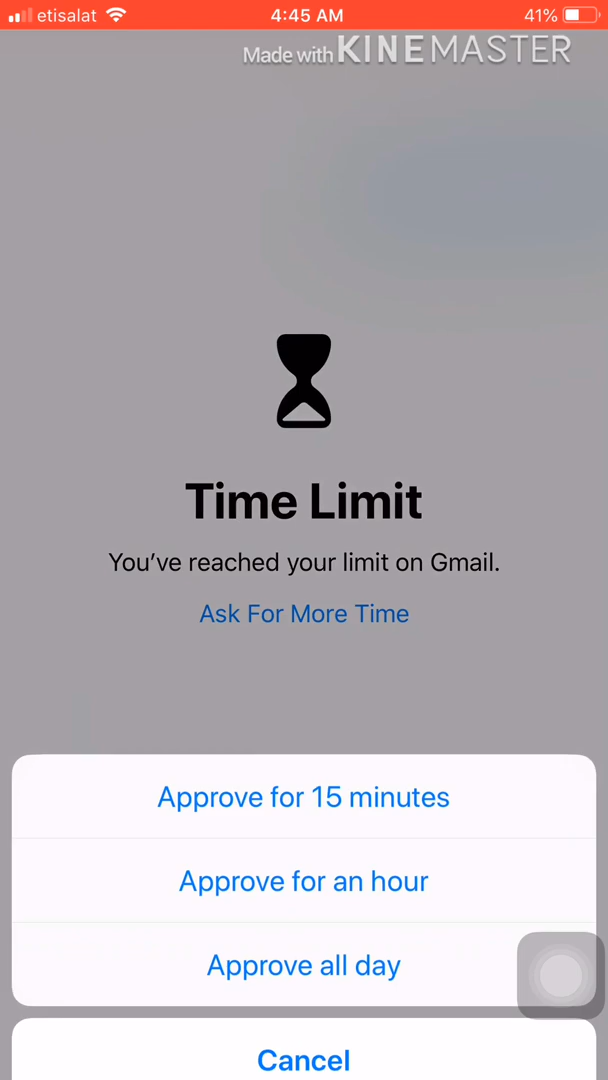 etisalat 4:45 AM 41%
Made with KINEMASTER
Time Limit
You've reached your limit on Gmail.
Ask For More Time
Approve for 15 minutes
Approve for an hour
Approve all day
Cancel